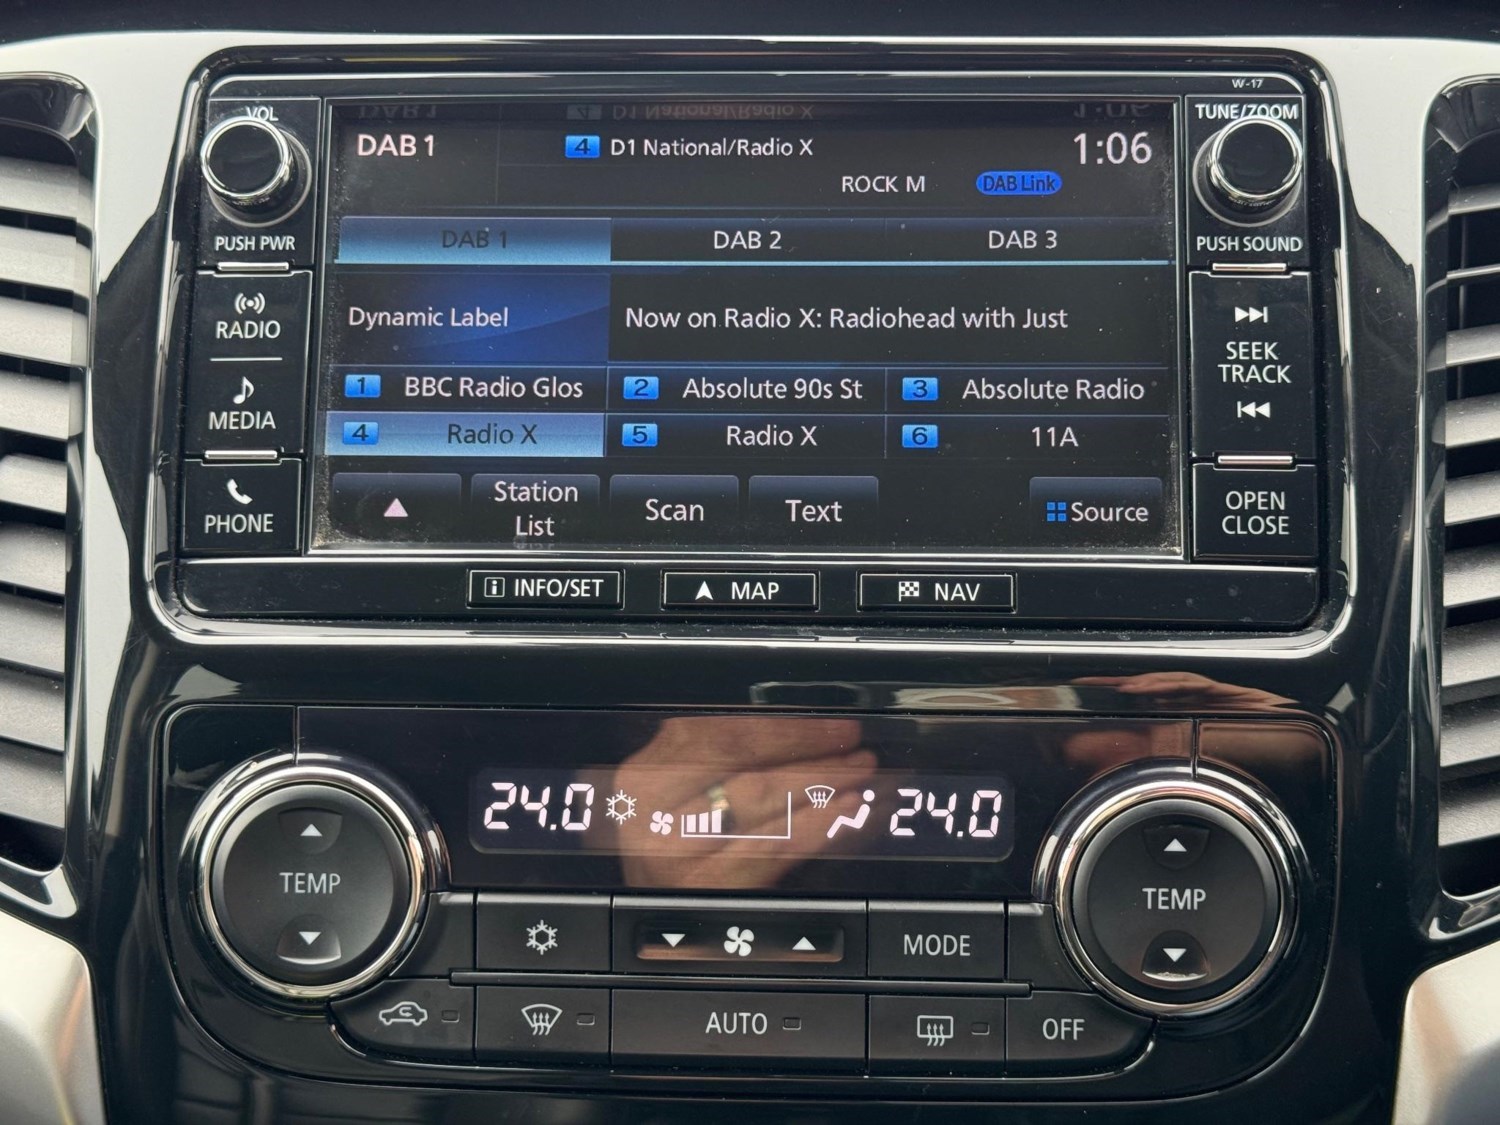 W-17
VOL
TUNE/ZOOM
DAB 1
4 D1 National/Radio X
1:06
ROCK M
DAB Link
PUSH PWR
PUSH SOUND
DAB 1
DAB 2
DAB 3
RADIO
Dynamic Label
Now on Radio X: Radiohead with Just
SEEK
TRACK
MEDIA
1 BBC Radio Glos
2 Absolute 90s St
3 Absolute Radio
4 Radio X
5 Radio X
6 11A
PHONE
Station
List
Scan
Text
Source
OPEN
CLOSE
i INFO/SET
MAP
NAV
24.0
24.0
TEMP
TEMP
MODE
AUTO
OFF